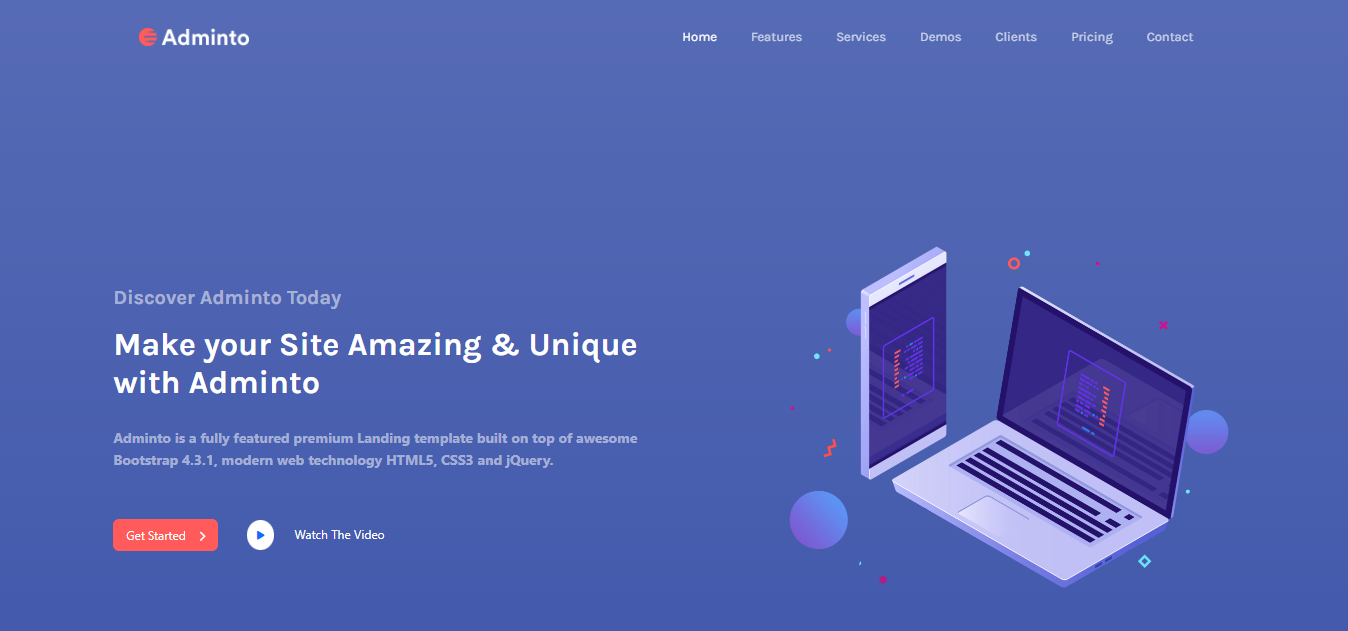 Adminto
Home
Features
Services
Demos
Clients
Pricing
Contact
Discover Adminto Today
Make your Site Amazing & Unique
with Adminto
Adminto is a fully featured premium Landing template built on top of awesome
Bootstrap 4.3.1, modern web technology HTML5, CSS3 and jQuery.
Get Started
Watch The Video